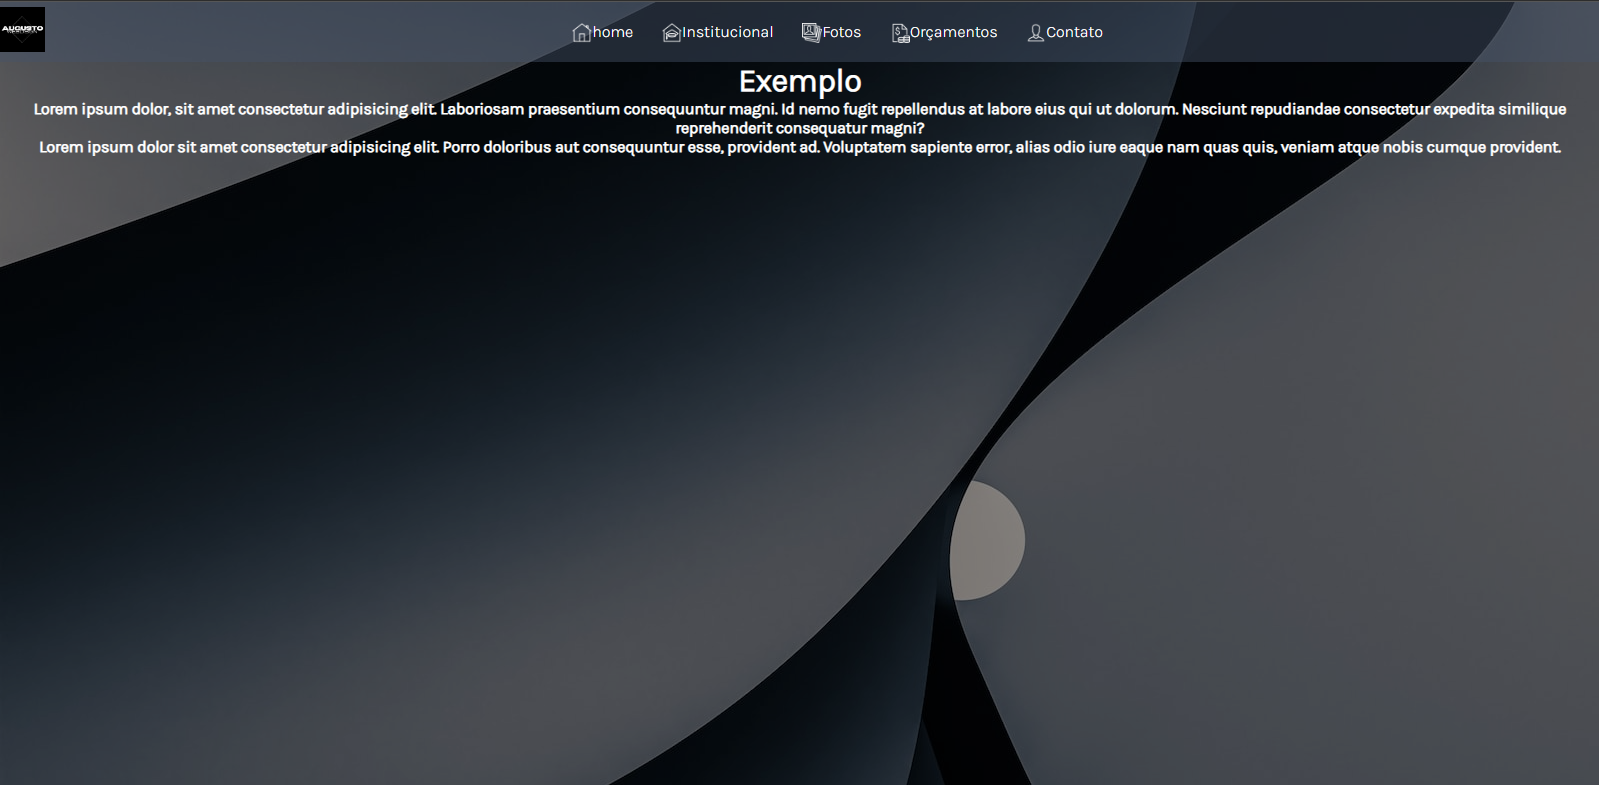 AUGUSTO
home Institucional Fotos Orçamentos Contato
Exemplo
Lorem ipsum dolor, sit amet consectetur adipisicing elit. Laboriosam praesentium consequuntur magni. Id nemo fugit repellendus at labore eius qui ut dolorum. Nesciunt repudiandae consectetur expedita similique
reprehenderit consequatur magni?
Lorem ipsum dolor sit amet consectetur adipisicing elit. Porro doloribus aut consequuntur esse, provident ad. Voluptatem sapiente error, alias odio iure eaque nam quas quis, veniam atque nobis cumque provident.